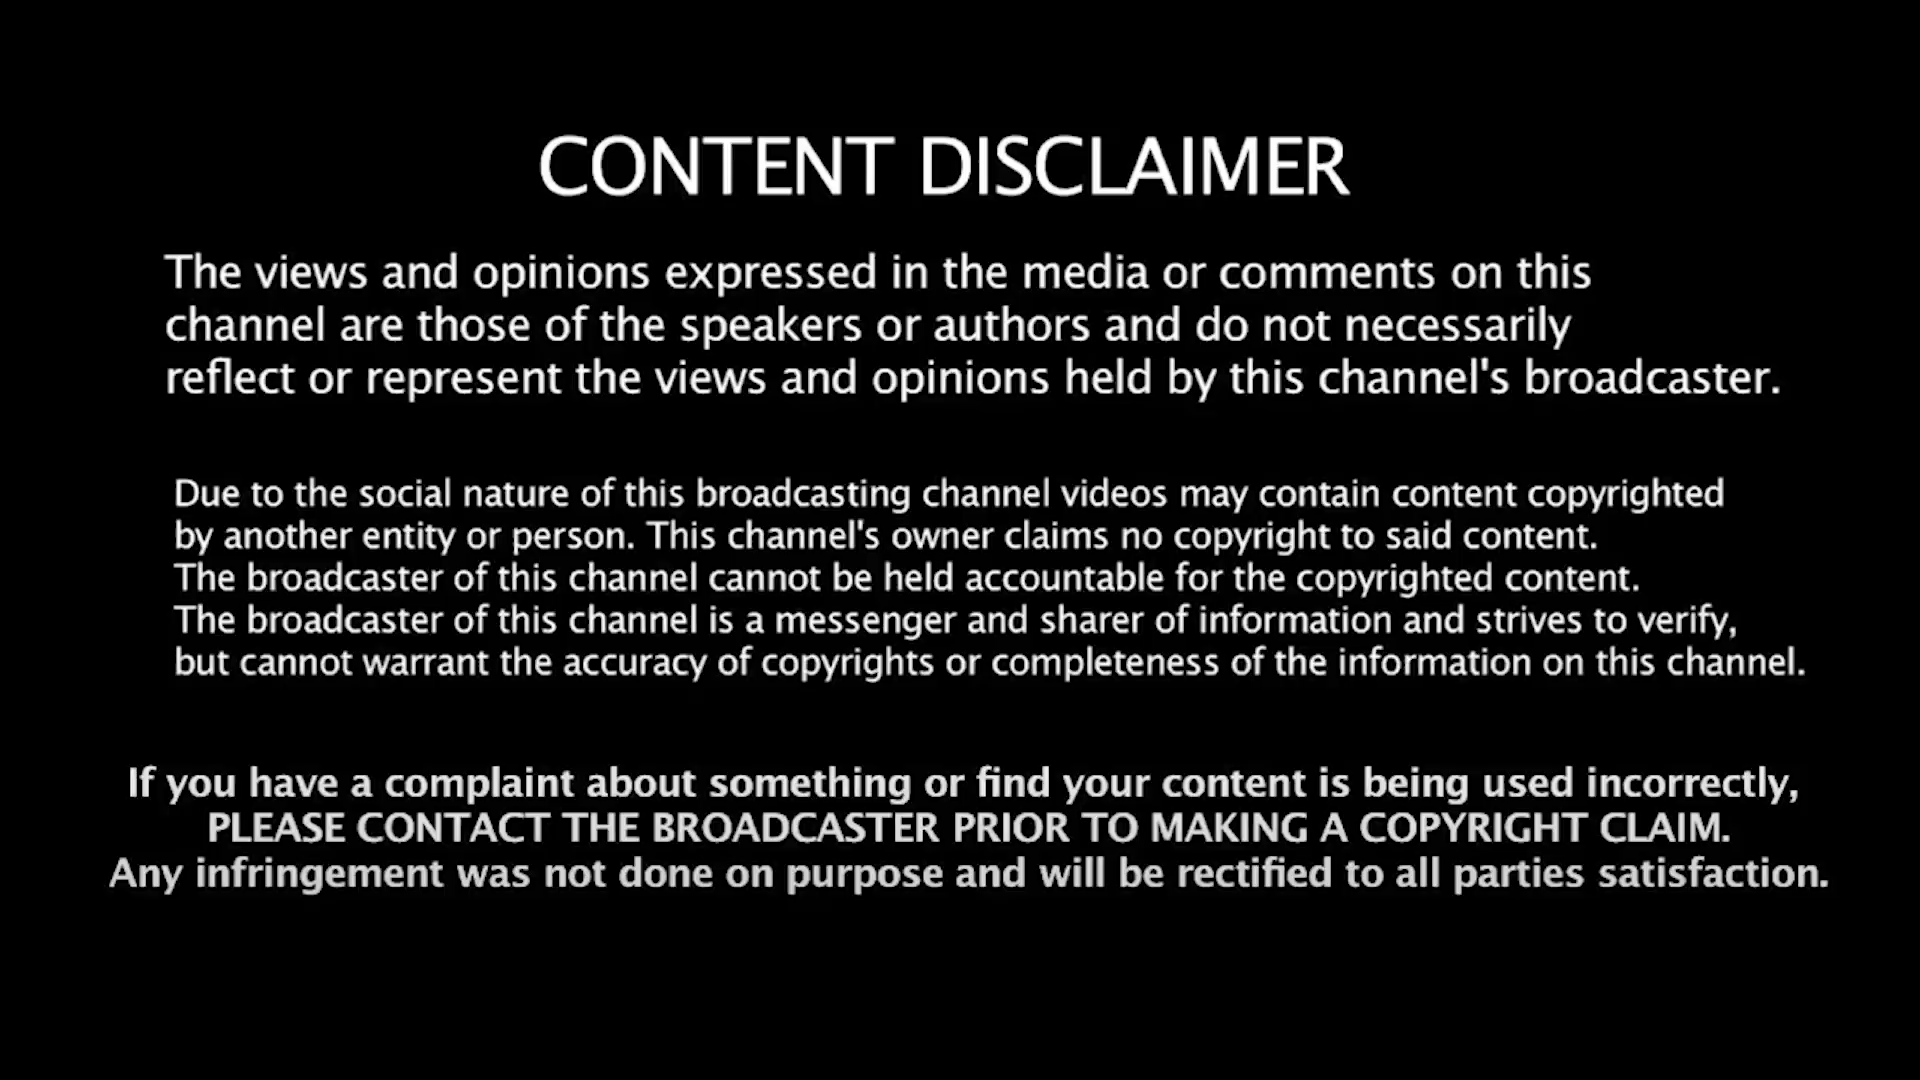 CONTENT DISCLAIMER
The views and opinions expressed in the media or comments on this
channel are those of the speakers or authors and do not necessarily
reflect or represent the views and opinions held by this channel's broadcaster.
Due to the social nature of this broadcasting channel videos may contain content copyrighted
by another entity or person. This channel's owner claims no copyright to said content.
The broadcaster of this channel cannot be held accountable for the copyrighted content.
The broadcaster of this channel is a messenger and sharer of information and strives to verify,
but cannot warrant the accuracy of copyrights or completeness of the information on this channel.
If you have a complaint about something or find your content is being used incorrectly,
PLEASE CONTACT THE BROADCASTER PRIOR TO MAKING A COPYRIGHT CLAIM.
Any infringement was not done on purpose and will be rectified to all parties satisfaction.